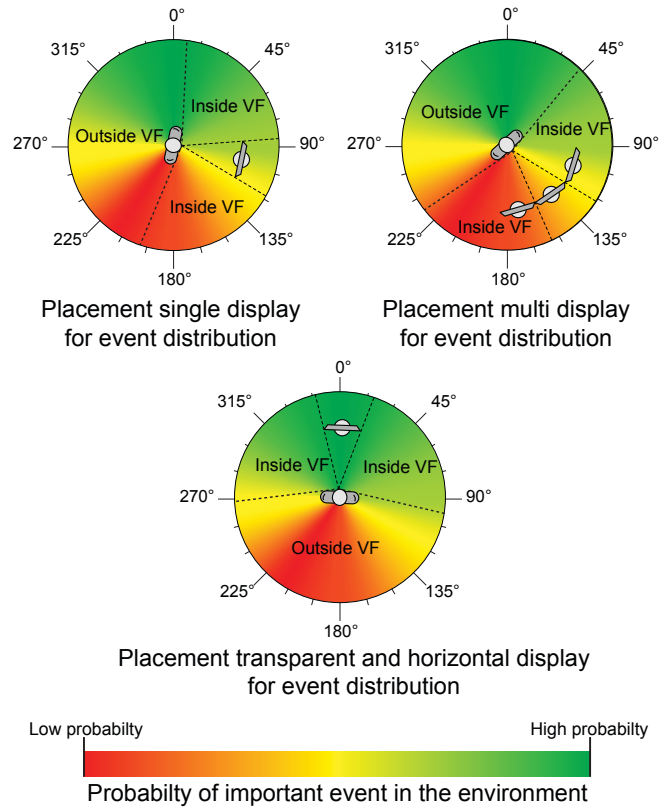 0°
0°
315°
45°
315°
45°
Inside VF
Outside VF
Outside VF
Inside VF
270°
90°
270°
90°
Inside VF
Inside VF
225°
135°
225°
135°
180°
180°
Placement single display
for event distribution
Placement multi display
for event distribution
0°
315°
45°
Inside VF
Inside VF
270°
90°
Outside VF
225°
135°
180°
Placement transparent and horizontal display
for event distribution
Low probabilty
High probabilty
Probabilty of important event in the environment